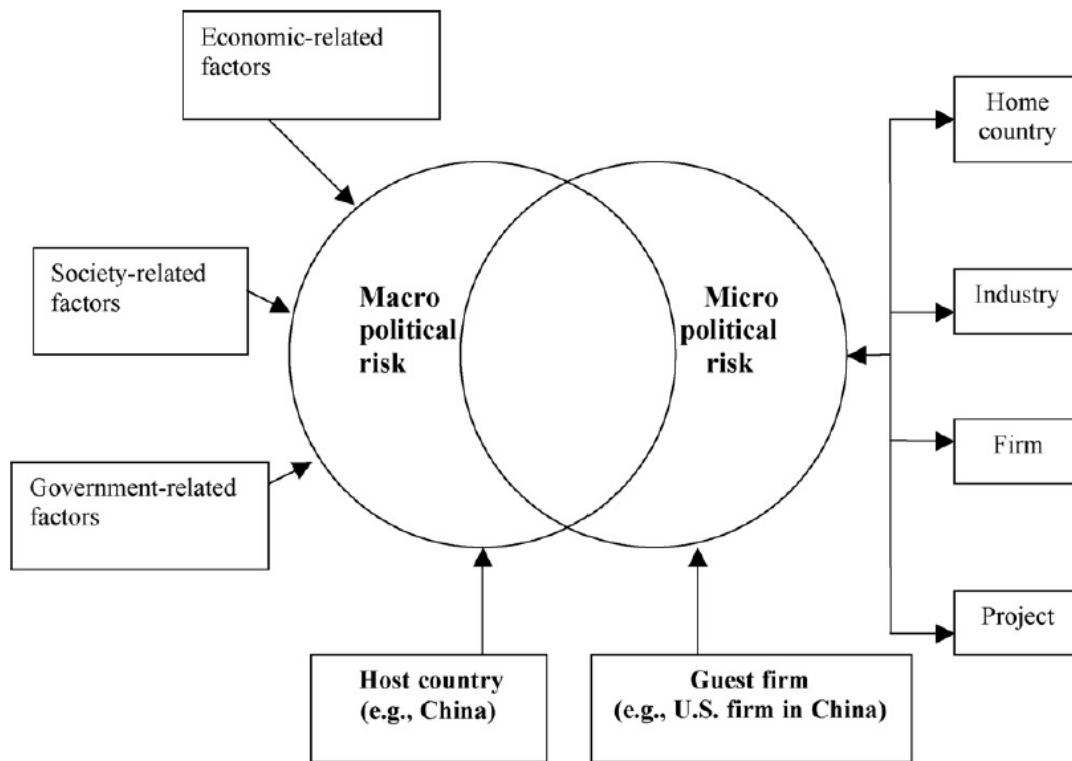 Economic-related
factors
Home
country
Society-related
factors
Macro
political
risk
Micro
political
risk
Industry
Government-related
factors
Firm
Project
Host country
(e.g., China)
Guest firm
(e.g., U.S. firm in China)